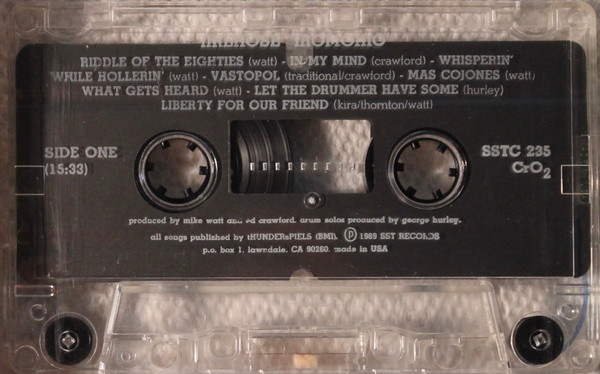 fIREHOSE fROMOHIO
RIDDLE OF THE EIGHTIES (watt) - IN MY MIND (crawford) - WHISPERIN'
WHILE HOLLERIN' (watt) - VASTOPOL (traditional/crawford) - MAS COJONES (watt)
WHAT GETS HEARD (watt) - LET THE DRUMMER HAVE SOME (hurley)
LIBERTY FOR OUR FRIEND (kira/thornton/watt)
SIDE ONE
(15:33)
SSTC 235
CrO2
produced by mike watt and ed crawford. drum solos produced by george hurley.
all songs published by tHUNDERsPIELS (BMI). Ⓟ 1989 SST RECORDS
p.o. box 1, lawndale, CA 90260. made in USA